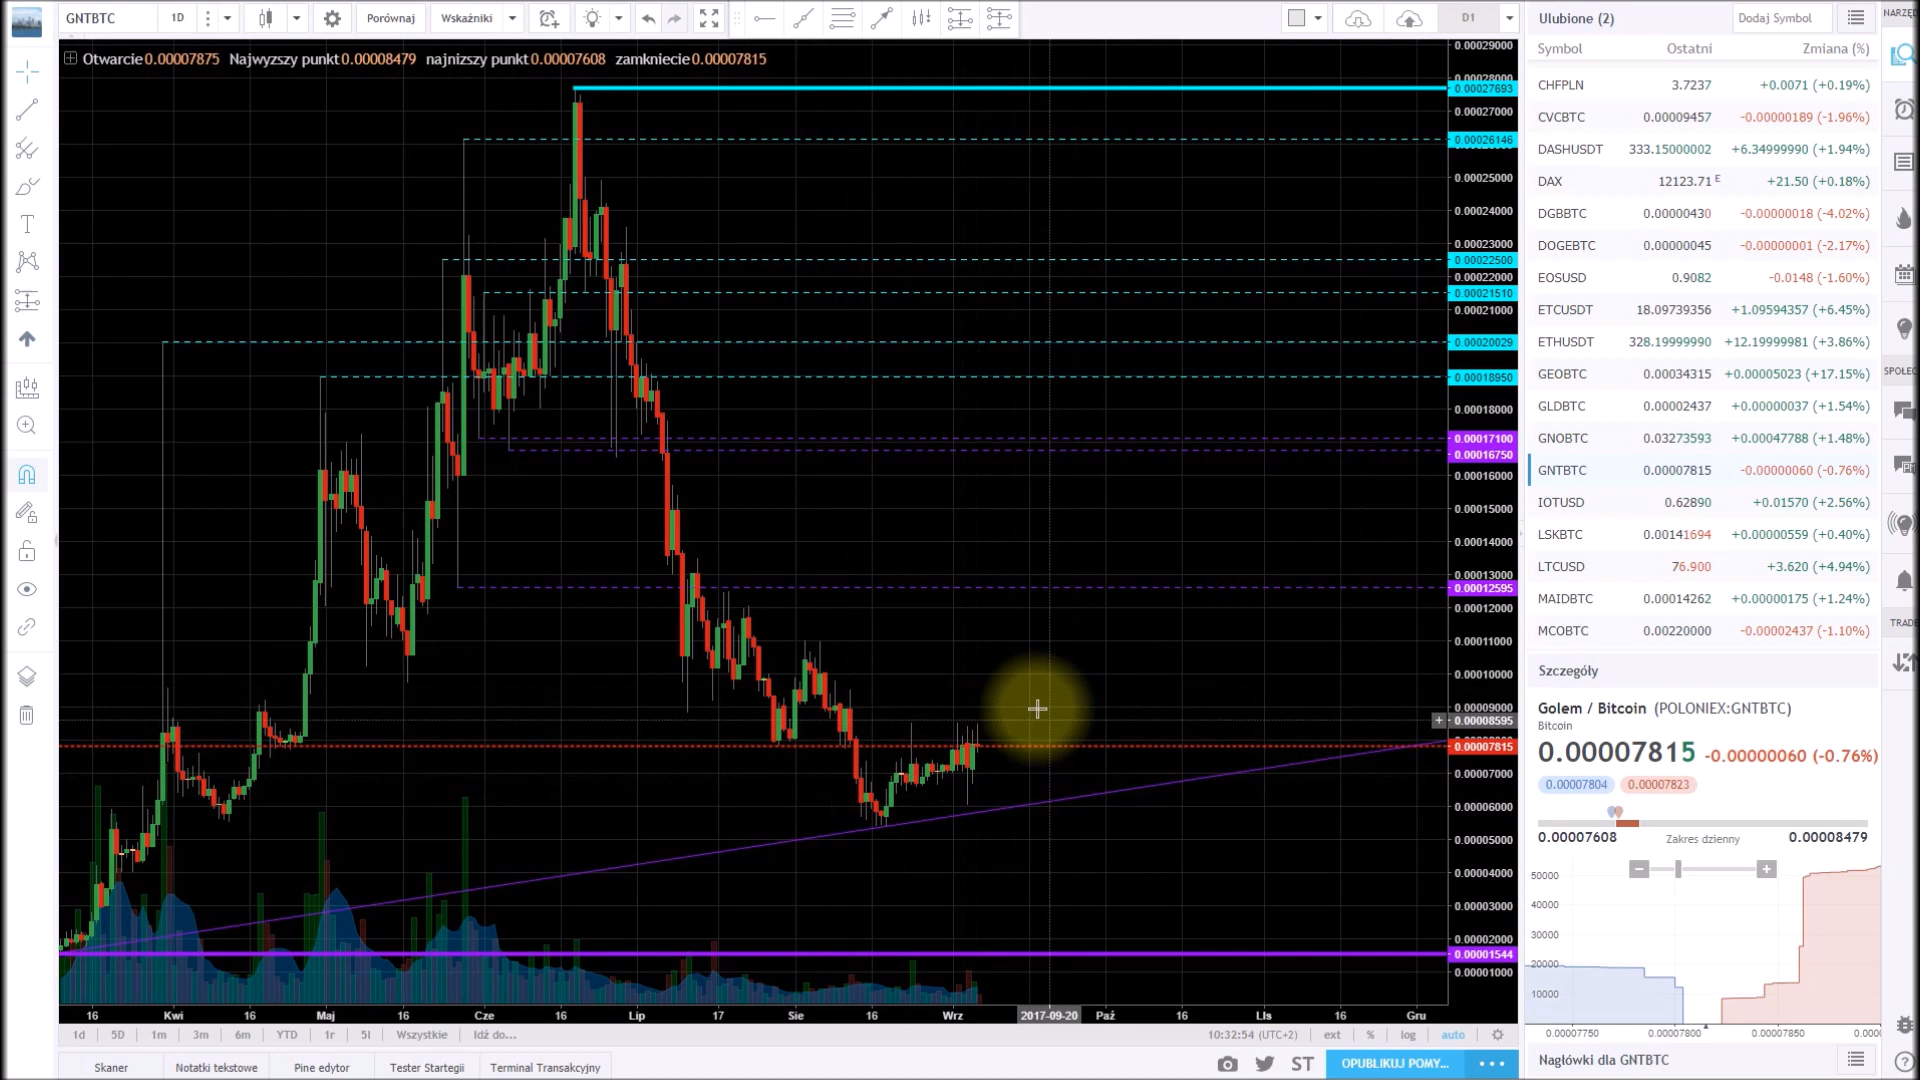 GNTBTC 1D Porównaj Wskaźniki D1
Otwarcie0.00007875 Najwyzszy punkt0.00008479 najnizszy punkt0.00007608 zamkniecie0.00007815
0.00029000
0.00028000
0.00027693
0.00027000
0.00026146
0.00025000
0.00024000
0.00023000
0.00022500
0.00022000
0.00021510
0.00021000
0.00020029
0.00018950
0.00018000
0.00017100
0.00016750
0.00016000
0.00015000
0.00014000
0.00013000
0.00012595
0.00012000
0.00011000
0.00010000
0.00009000
0.00008595
0.00007815
0.00007000
0.00006000
0.00005000
0.00004000
0.00003000
0.00002000
0.00001544
0.00001000
16 Kwi 16 Maj 16 Cze 16 Lip 17 Sie 16 Wrz 2017-09-20 Paź 16 Lis 16 Gru
1d 5D 1m 3m 6m YTD 1r 5l Wszystkie Idź do... 10:32:54 (UTC+2) ext % log auto
Skaner Notatki tekstowe Pine edytor Tester Startegii Terminal Transakcyjny ST OPUBLIKUJ POMY...
Ulubione (2) Dodaj Symbol
Symbol Ostatni Zmiana (%)
CHFPLN 3.7237 +0.0071 (+0.19%)
CVCBTC 0.00009457 -0.00000189 (-1.96%)
DASHUSDT 333.15000002 +6.34999990 (+1.94%)
DAX 12123.71 E +21.50 (+0.18%)
DGBBTC 0.00000430 -0.00000018 (-4.02%)
DOGEBTC 0.00000045 -0.00000001 (-2.17%)
EOSUSD 0.9082 -0.0148 (-1.60%)
ETCUSDT 18.09739356 +1.09594357 (+6.45%)
ETHUSDT 328.19999990 +12.19999981 (+3.86%)
GEOBTC 0.00034315 +0.00005023 (+17.15%)
GLDBTC 0.00002437 +0.00000037 (+1.54%)
GNOBTC 0.03273593 +0.00047788 (+1.48%)
GNTBTC 0.00007815 -0.00000060 (-0.76%)
IOTUSD 0.62890 +0.01570 (+2.56%)
LSKBTC 0.00141694 +0.00000559 (+0.40%)
LTCUSD 76.900 +3.620 (+4.94%)
MAIDBTC 0.00014262 +0.00000175 (+1.24%)
MCOBTC 0.00220000 -0.00002437 (-1.10%)
Szczegóły
Golem / Bitcoin (POLONIEX:GNTBTC)
Bitcoin
0.00007815 -0.00000060 (-0.76%)
0.00007804 0.00007823
0.00007608 Zakres dzienny 0.00008479
50000
40000
30000
20000
10000
0.00007750 0.00007800 0.00007850 0.000
Nagłówki dla GNTBTC
NARZĘD
SPOŁEC
TRADE